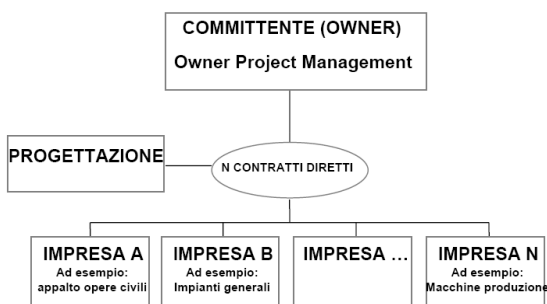 COMMITTENTE (OWNER)
Owner Project Management
PROGETTAZIONE
N CONTRATTI DIRETTI
IMPRESA A
Ad esempio:
appalto opere civili
IMPRESA B
Ad esempio:
Impianti generali
IMPRESA ...
IMPRESA N
Ad esempio:
Macchine produzione